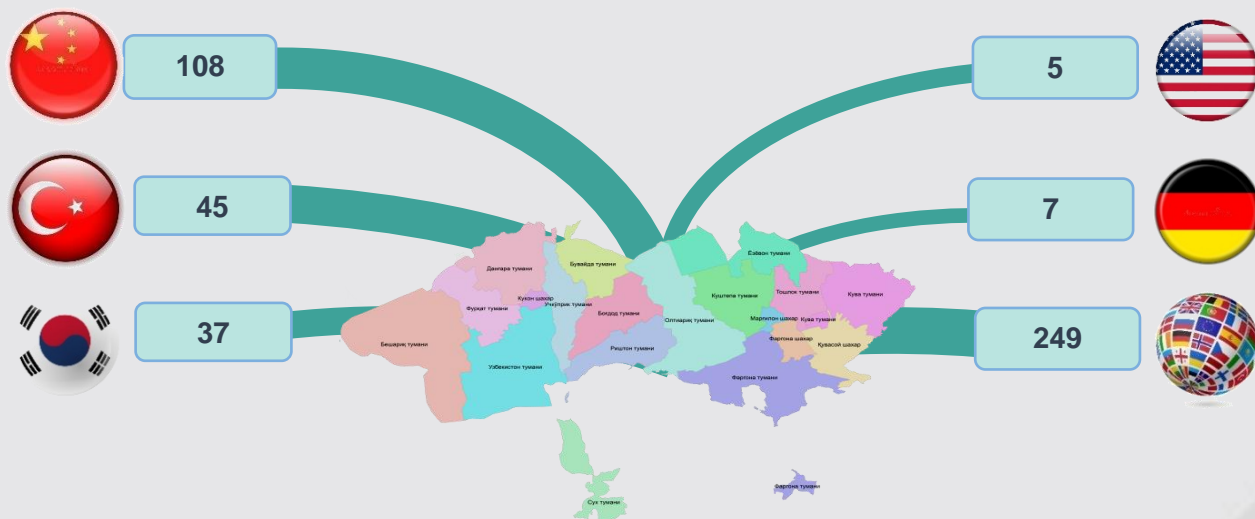 108
5
45
7
37
249
Ёзёвон тумани
Бувайда тумани
Данғара тумани
Қўштепа тумани
Тошлоқ тумани
Қува тумани
Қўқон шаҳар
Учкўприк тумани
Фурқат тумани
Боғдод тумани
Олтиариқ тумани
Марғилон шаҳар
Қува тумани
Фарғона шаҳар
Қувасой шаҳар
Бешариқ тумани
Риштон тумани
Узбекистон тумани
Фарғона тумани
Фарғона тумани
Сух тумани